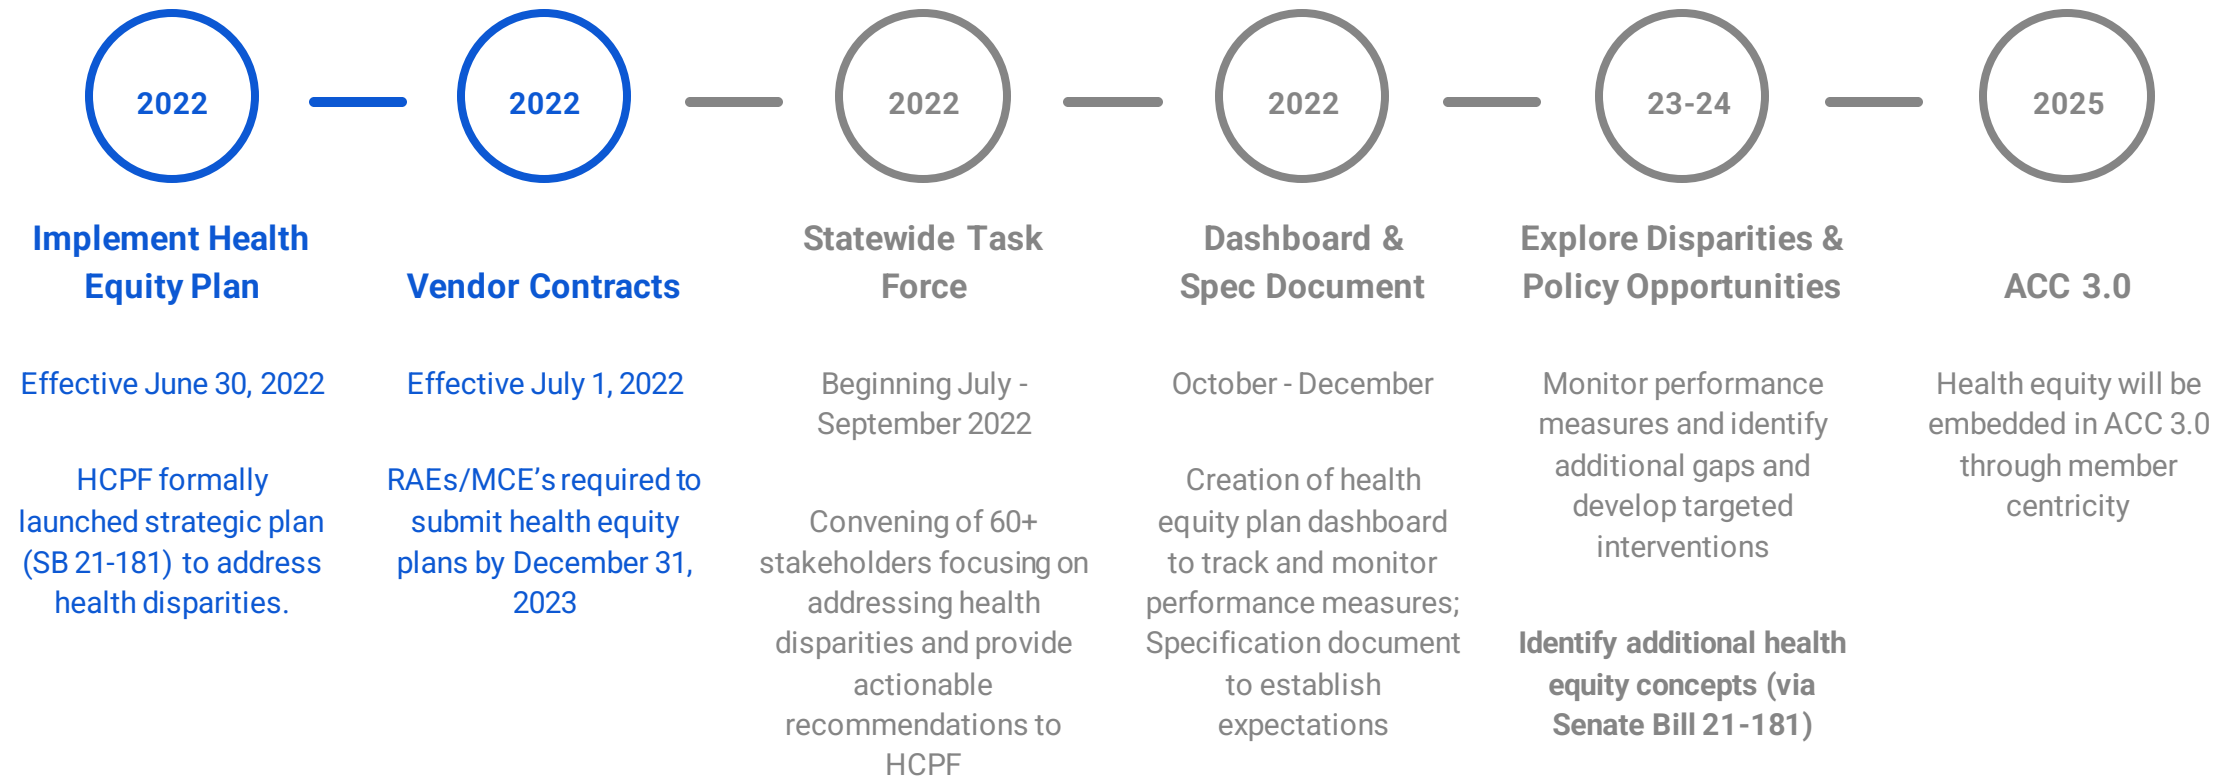 2022
Implement Health
Equity Plan
Effective June 30, 2022
HCPF formally
launched strategic plan
(SB 21-181) to address
health disparities.
2022
Vendor Contracts
Effective July 1, 2022
RAEs/MCE’s required to
submit health equity
plans by December 31,
2023
2022
Statewide Task
Force
Beginning July -
September 2022
Convening of 60+
stakeholders focusing on
addressing health
disparities and provide
actionable
recommendations to
HCPF
2022
Dashboard &
Spec Document
October - December
Creation of health
equity plan dashboard
to track and monitor
performance measures;
Specification document
to establish
expectations
23-24
Explore Disparities &
Policy Opportunities
Monitor performance
measures and identify
additional gaps and
develop targeted
interventions
Identify additional health
equity concepts (via
Senate Bill 21-181)
2025
ACC 3.0
Health equity will be
embedded in ACC 3.0
through member
centricity